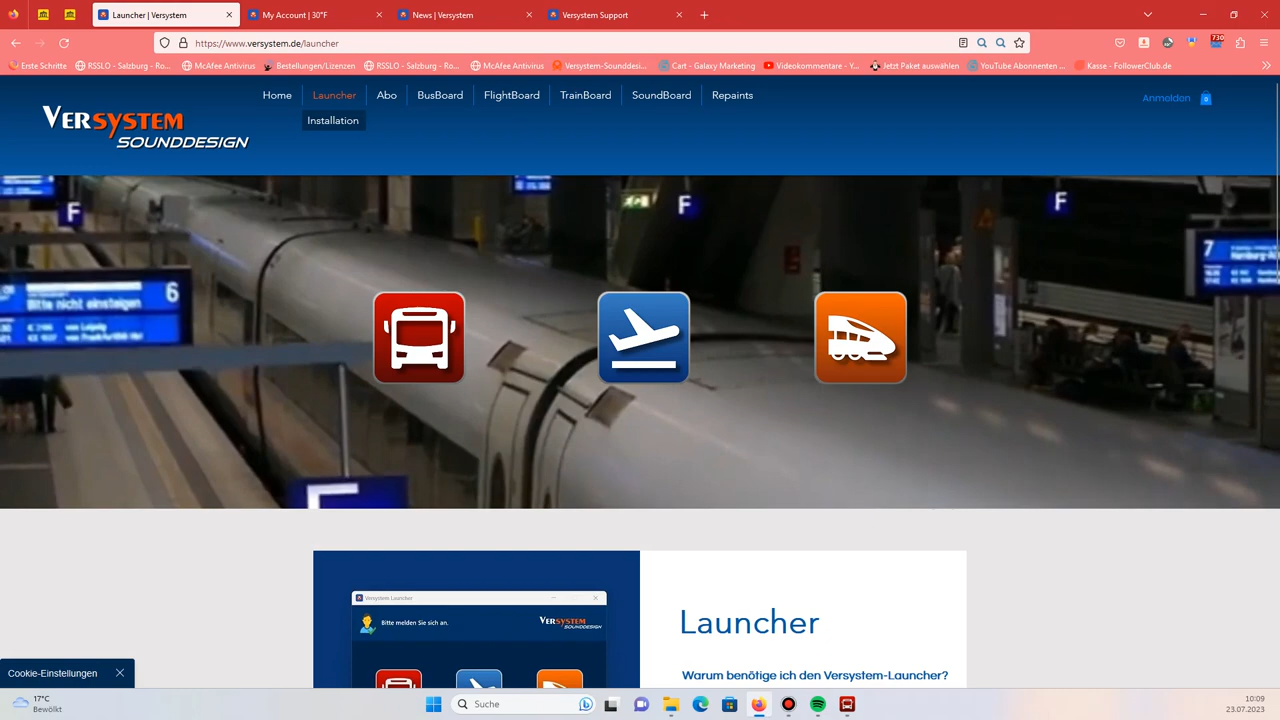 Launcher | Versystem
My Account | 30°F
News | Versystem
Versystem Support
https://www.versystem.de/launcher
730
Erste Schritte
RSSLO - Salzburg - Ro...
McAfee Antivirus
Bestellungen/Lizenzen
RSSLO - Salzburg - Ro...
McAfee Antivirus
Versystem-Sounddesi...
Cart - Galaxy Marketing
Videokommentare - Y...
Jetzt Paket auswählen
YouTube Abonnenten ...
Kasse - FollowerClub.de
Home
Launcher
Abo
BusBoard
FlightBoard
TrainBoard
SoundBoard
Repaints
Anmelden
0
Installation
VERSYSTEM
SOUNDDESIGN
F
F
F
6
Bitte nicht einsteigen
7
Launcher
Versystem Launcher
Bitte melden Sie sich an.
VERSYSTEM
SOUNDDESIGN
Warum benötige ich den Versystem-Launcher?
Cookie-Einstellungen
17°C
Bewölkt
Suche
10:09
23.07.2023